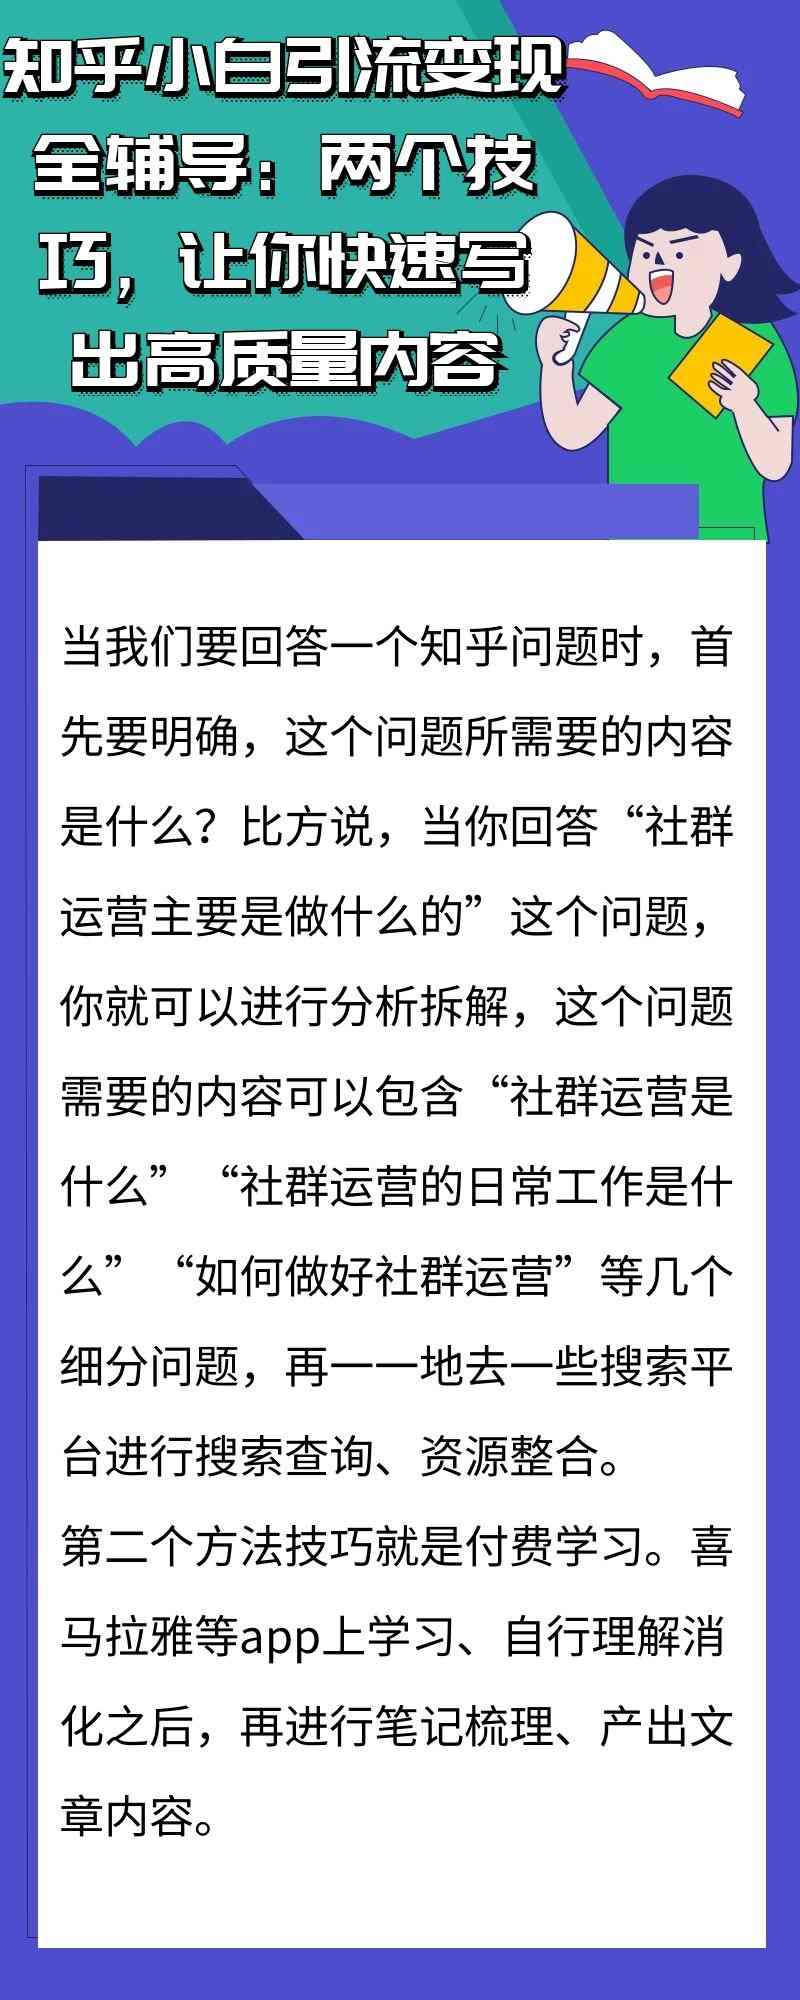 知乎小白引流变现
全辅导：两个技
巧，让你快速写
出高质量内容
当我们要回答一个知乎问题时，首
先要明确，这个问题所需要的内容
是什么？比方说，当你回答“社群
运营主要是做什么的”这个问题，
你就可以进行分析拆解，这个问题
需要的内容可以包含“社群运营是
什么”“社群运营的日常工作是什
么”“如何做好社群运营”等几个
细分问题，再一一地去一些搜索平
台进行搜索查询、资源整合。
第二个方法技巧就是付费学习。喜
马拉雅等app上学习、自行理解消
化之后，再进行笔记梳理、产出文
章内容。